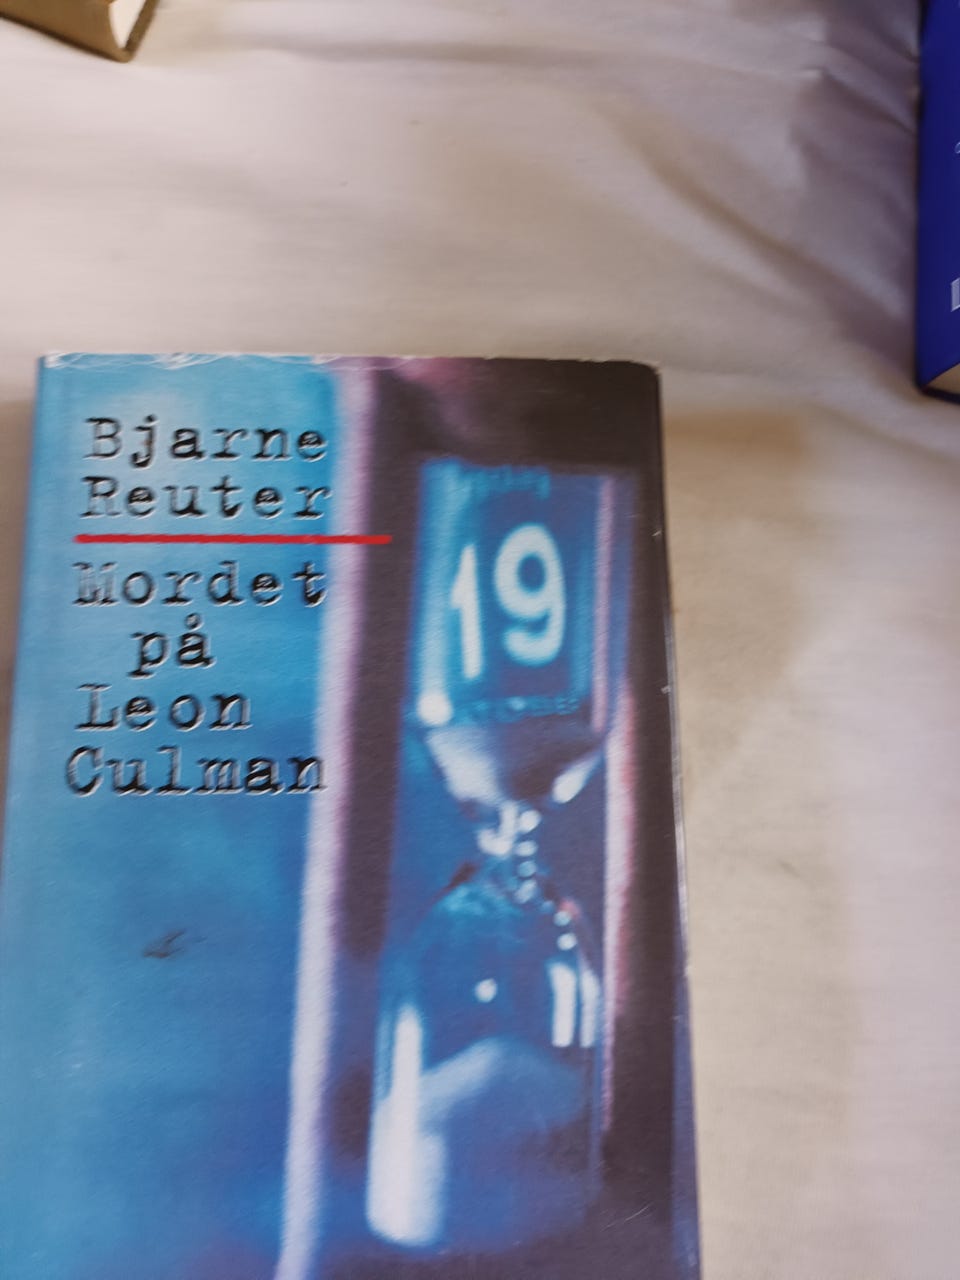 Bjarne
Reuter
Mordet
på
Leon
Culman
19